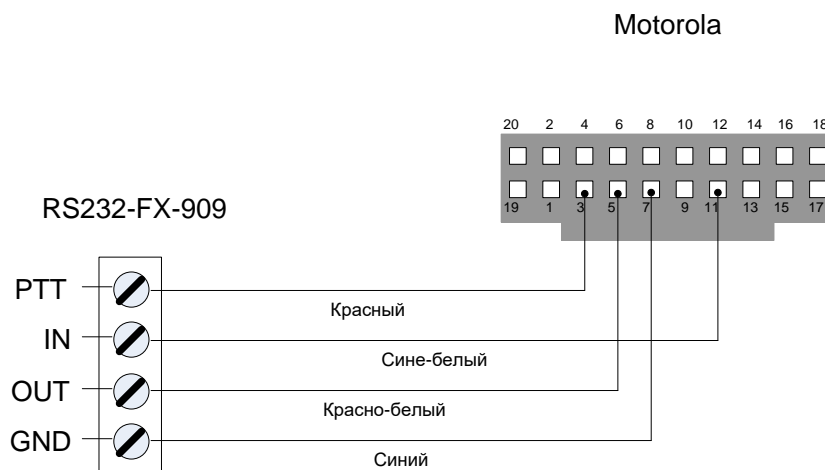 Motorola
20 2 4 6 8 10 12 14 16 18
19 1 3 5 7 9 11 13 15 17
RS232-FX-909
PTT
Красный
IN
Сине-белый
OUT
Красно-белый
GND
Синий